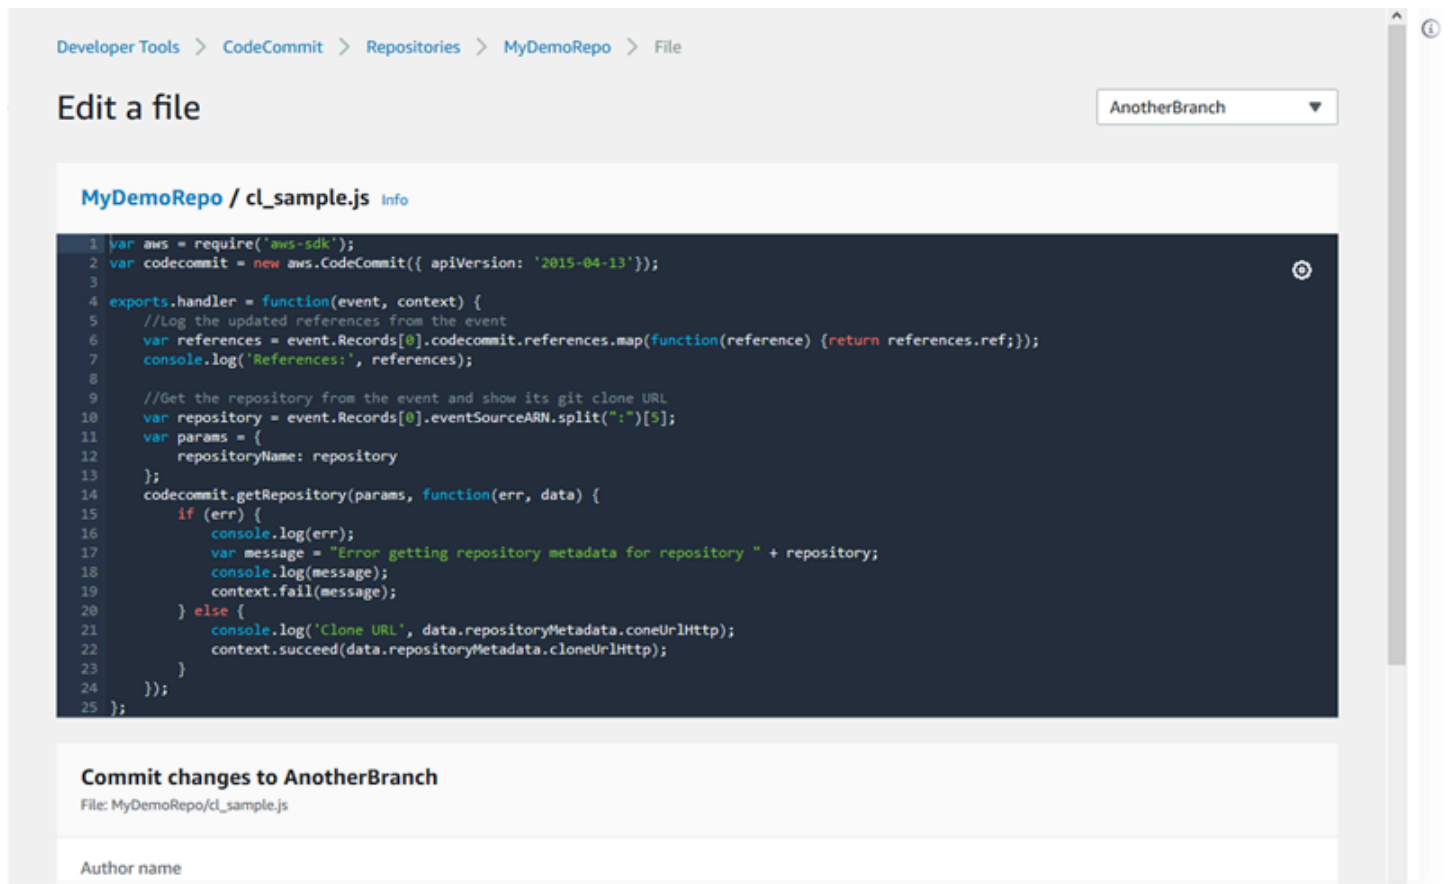 Developer Tools > CodeCommit > Repositories > MyDemoRepo > File
Edit a file
AnotherBranch
MyDemoRepo / cl_sample.js Info
1 var aws = require('aws-sdk');
2 var codecommit = new aws.CodeCommit({ apiVersion: '2015-04-13'});
3
4 exports.handler = function(event, context) {
5     //Log the updated references from the event
6     var references = event.Records[0].codecommit.references.map(function(reference) {return references.ref;});
7     console.log('References:', references);
8
9     //Get the repository from the event and show its git clone URL
10     var repository = event.Records[0].eventSourceARN.split(":")[5];
11     var params = {
12         repositoryName: repository
13     };
14     codecommit.getRepository(params, function(err, data) {
15         if (err) {
16             console.log(err);
17             var message = "Error getting repository metadata for repository " + repository;
18             console.log(message);
19             context.fail(message);
20         } else {
21             console.log('Clone URL', data.repositoryMetadata.coneUrlHttp);
22             context.succeed(data.repositoryMetadata.cloneUrlHttp);
23         }
24     });
25 };
Commit changes to AnotherBranch
File: MyDemoRepo/cl_sample.js
Author name